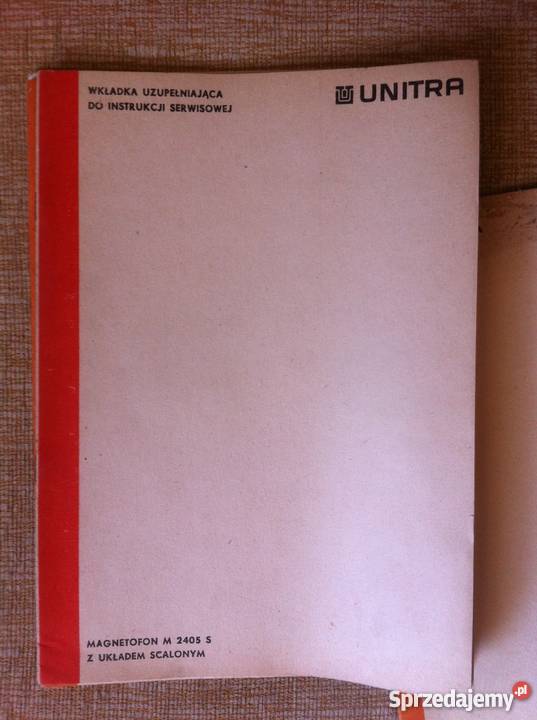 WKŁADKA UZUPEŁNIAJĄCA
DO INSTRUKCJI SERWISOWEJ
UNITRA
MAGNETOFON M 2405 S
Z UKŁADEM SCALONYM
Sprzedajemy.pl